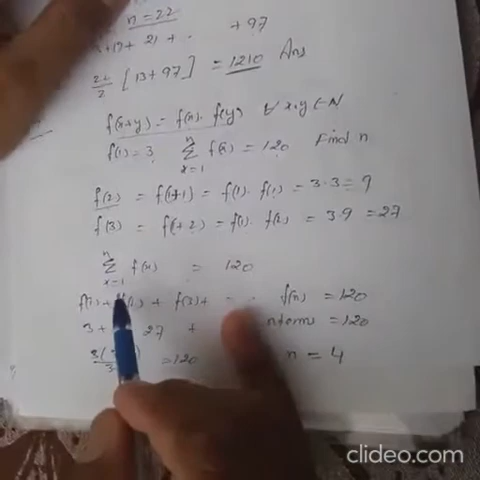 n = 22
17 + 21 + . + 97
22/2 [13 + 97] = 1210 Ans
f(x+y) = f(x) . f(y) ∀ x, y ∈ N
f(1) = 3 n Σ x=1 f(x) = 120 Find n
f(2) = f(1+1) = f(1) . f(1) = 3 . 3 = 9
f(3) = f(1+2) = f(1) . f(2) = 3 . 9 = 27
n Σ x=1 f(x) = 120
f(1) + + f(3) + - . f(n) = 120
3 + 27 + n terms = 120
= 120 n = 4
clideo.com